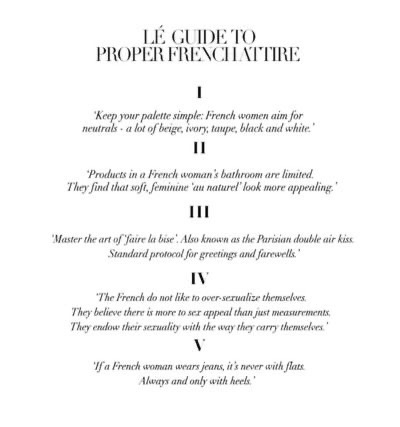 LÉ GUIDE TO
PROPER FRENCH ATTIRE
I
'Keep your palette simple: French women aim for
neutrals - a lot of beige, ivory, taupe, black and white.'
II
'Products in a French woman's bathroom are limited.
They find that soft, feminine 'au naturel' look more appealing.'
III
'Master the art of 'faire la bise'. Also known as the Parisian double air kiss.
Standard protocol for greetings and farewells.'
IV
'The French do not like to over-sexualize themselves.
They believe there is more to sex appeal than just measurements.
They endow their sexuality with the way they carry themselves.'
V
'If a French woman wears jeans, it's never with flats.
Always and only with heels.'